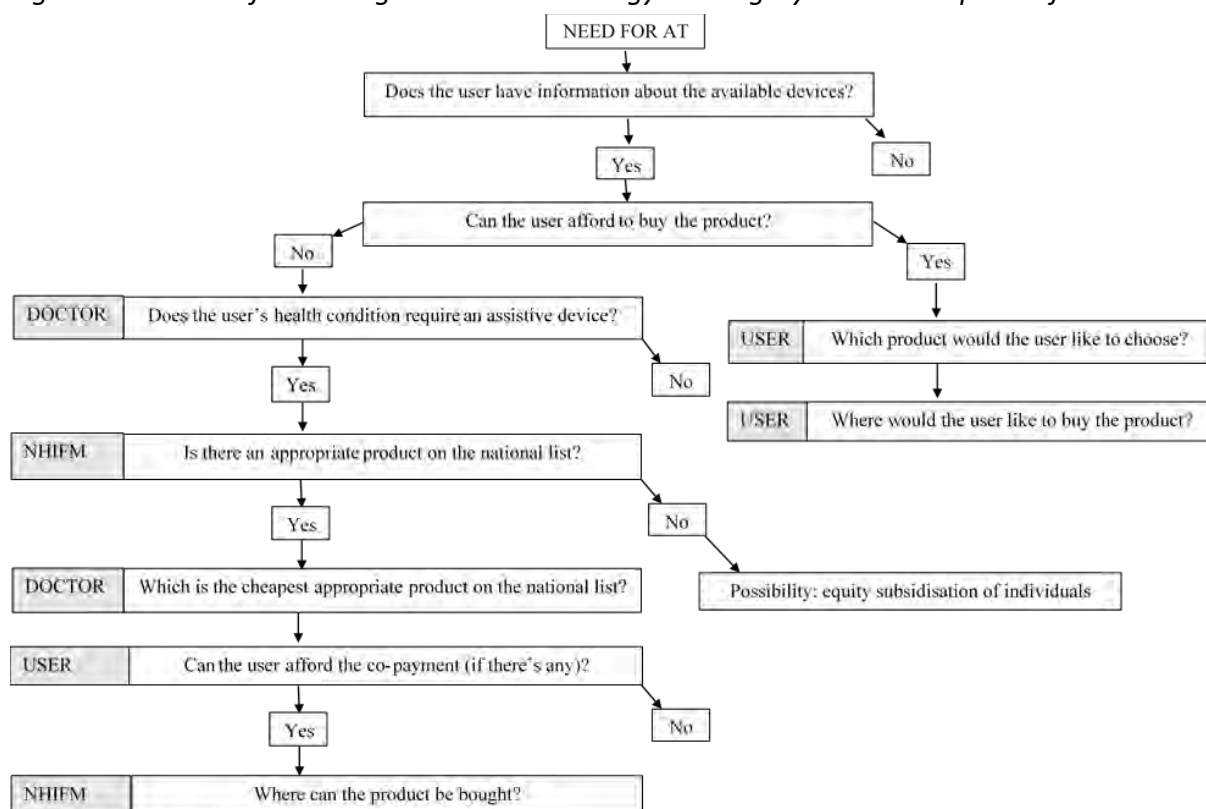 NEED FOR AT
Does the user have information about the available devices?
No
Yes
Can the user afford to buy the product?
No
Yes
DOCTOR Does the user's health condition require an assistive device?
USER Which product would the user like to choose?
No
Yes
USER Where would the user like to buy the product?
NHIFM Is there an appropriate product on the national list?
No
Yes
DOCTOR Which is the cheapest appropriate product on the national list?
Possibility: equity subsidisation of individuals
USER Can the user afford the co-payment (if there's any)?
No
Yes
NHIFM Where can the product be bought?